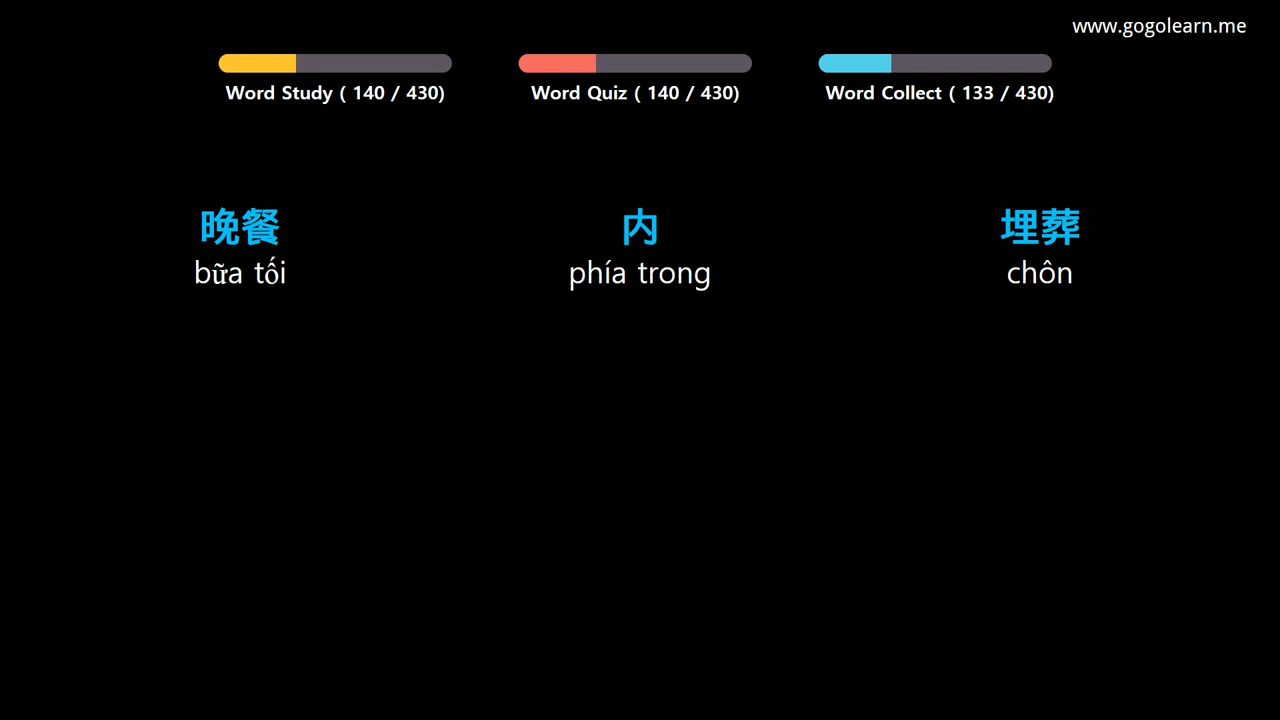 www.gogolearn.me
Word Study ( 140 / 430)
Word Quiz ( 140 / 430)
Word Collect ( 133 / 430)
晚餐
bữa tối
内
phía trong
埋葬
chôn